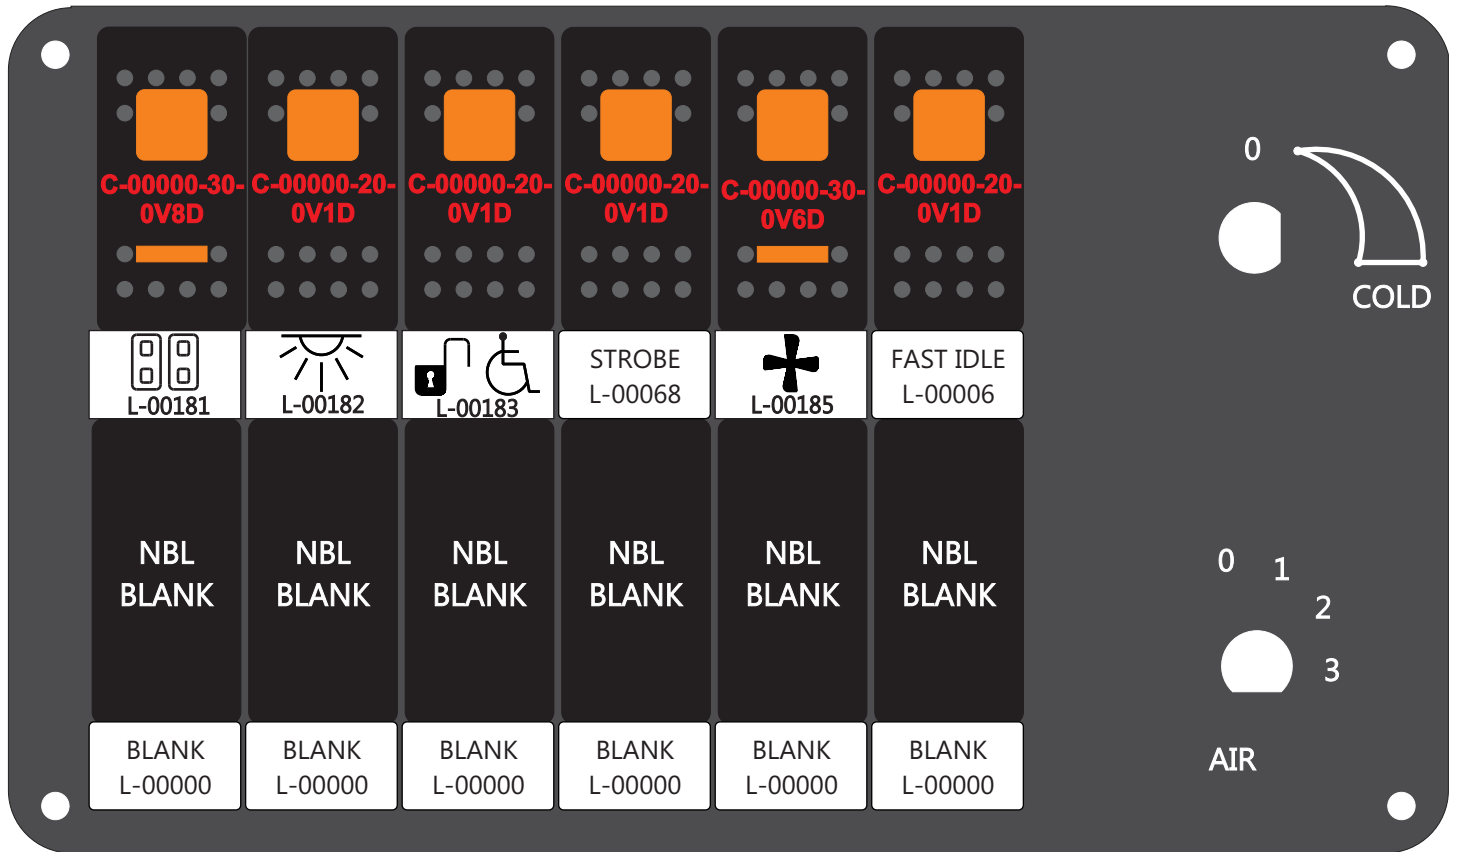 C-00000-30-
0V8D
C-00000-20-
0V1D
C-00000-20-
0V1D
C-00000-20-
0V1D
C-00000-30-
0V6D
C-00000-20-
0V1D
0
COLD
L-00181
L-00182
L-00183
STROBE
L-00068
L-00185
FAST IDLE
L-00006
NBL
BLANK
NBL
BLANK
NBL
BLANK
NBL
BLANK
NBL
BLANK
NBL
BLANK
0
1
2
3
AIR
BLANK
L-00000
BLANK
L-00000
BLANK
L-00000
BLANK
L-00000
BLANK
L-00000
BLANK
L-00000